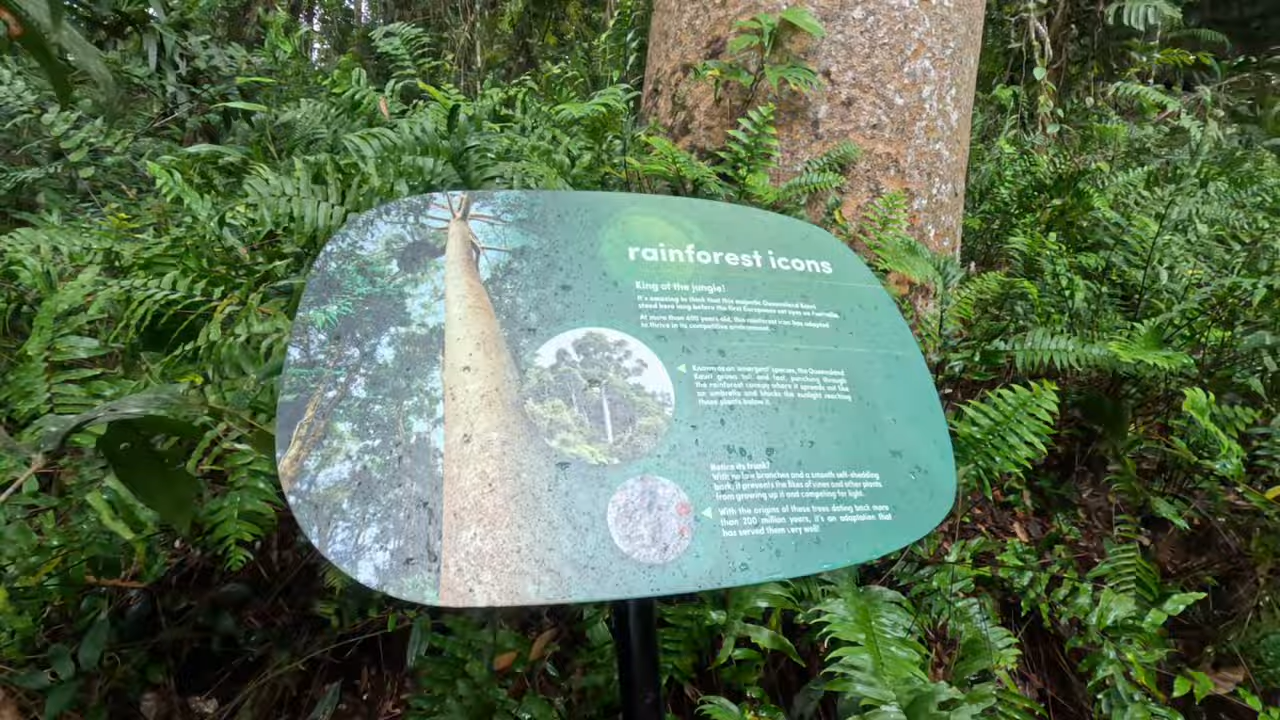 rainforest icons
King of the jungle!
It's amazing to think that this majestic Queensland Kauri
stood here long before the first Europeans set eyes on Australia.
At more than 400 years old, this rainforest icon has adapted
to thrive in its competitive environment.
Known as an 'emergent' species, the Queensland
Kauri grows tall and fast, punching through
the rainforest canopy where it spreads out like
an umbrella and blocks the sunlight reaching
those plants below it.
Notice its trunk?
With no low branches and a smooth self-shedding
bark, it prevents the likes of vines and other plants
from growing up it and competing for light.
With the origins of these trees dating back more
than 200 million years, it's an adaptation that
has served them very well!